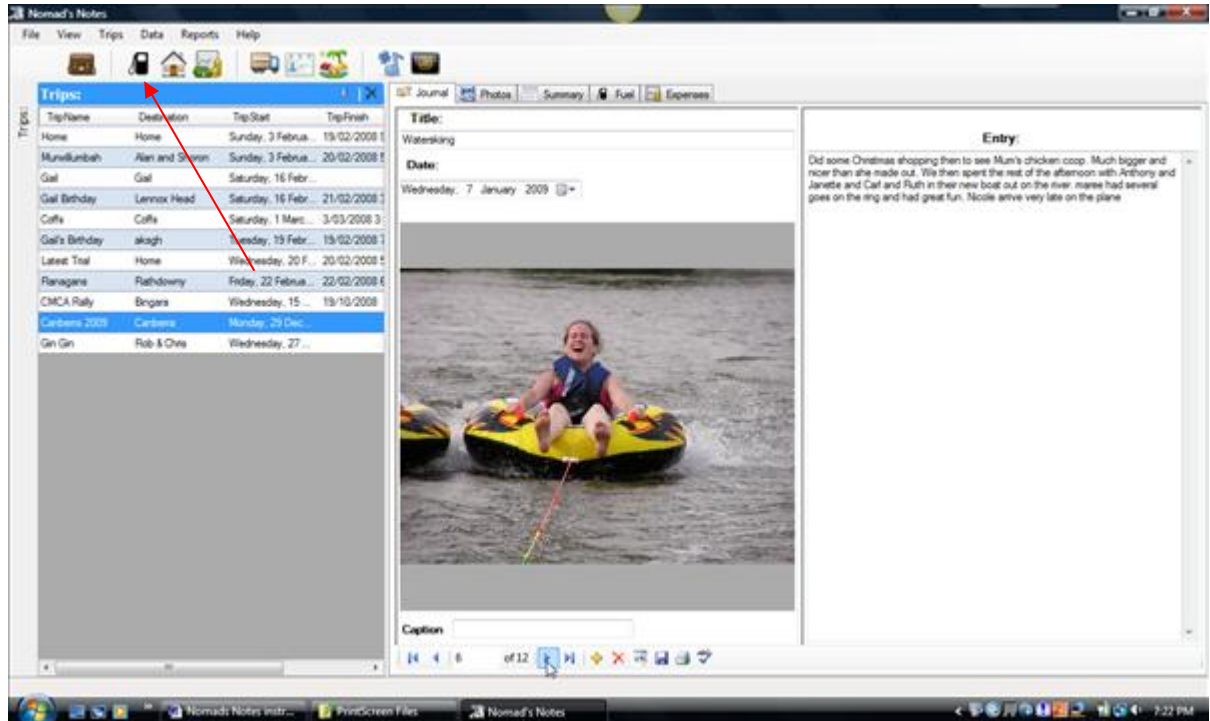 Nomad's Notes
File View Trips Data Reports Help
Trips:
Trips:
TripName Destination TripStart TripFinish
Home Home Sunday, 3 Februa... 19/02/2008
Murwillumbah Alan and Sharon Sunday, 3 Februa... 20/02/2008
Gail Gail Saturday, 16 Febr...
Gail Birthday Lennox Head Saturday, 16 Febr... 21/02/2008
Coffs Coffs Saturday, 1 Marc... 3/03/2008 3
Gail's Birthday akagh Tuesday, 19 Febr... 19/02/2008
Latest Trial Home Wednesday, 20 F... 20/02/2008
Flanagans Rathdowny Friday, 22 Februa... 22/02/2008
CMCA Rally Bingara Wednesday, 15 ... 19/10/2008
Canberra 2009 Canberra Monday, 29 Dec...
Gin Gin Rob & Chris Wednesday, 27 ...
Journal Photos Summary Fuel Expenses
Title:
Waterskiing
Date:
Wednesday, 7 January 2009
Caption
6 of 12
Entry:
Did some Christmas shopping then to see Mum's chicken coop. Much bigger and
nicer than she made out. We then spent the rest of the afternoon with Anthony and
Janette and Carl and Ruth in their new boat out on the river. maree had several
goes on the ring and had great fun. Nicole arrive very late on the plane
Nomads Notes instr... PrintScreen Files Nomad's Notes
7:22 PM